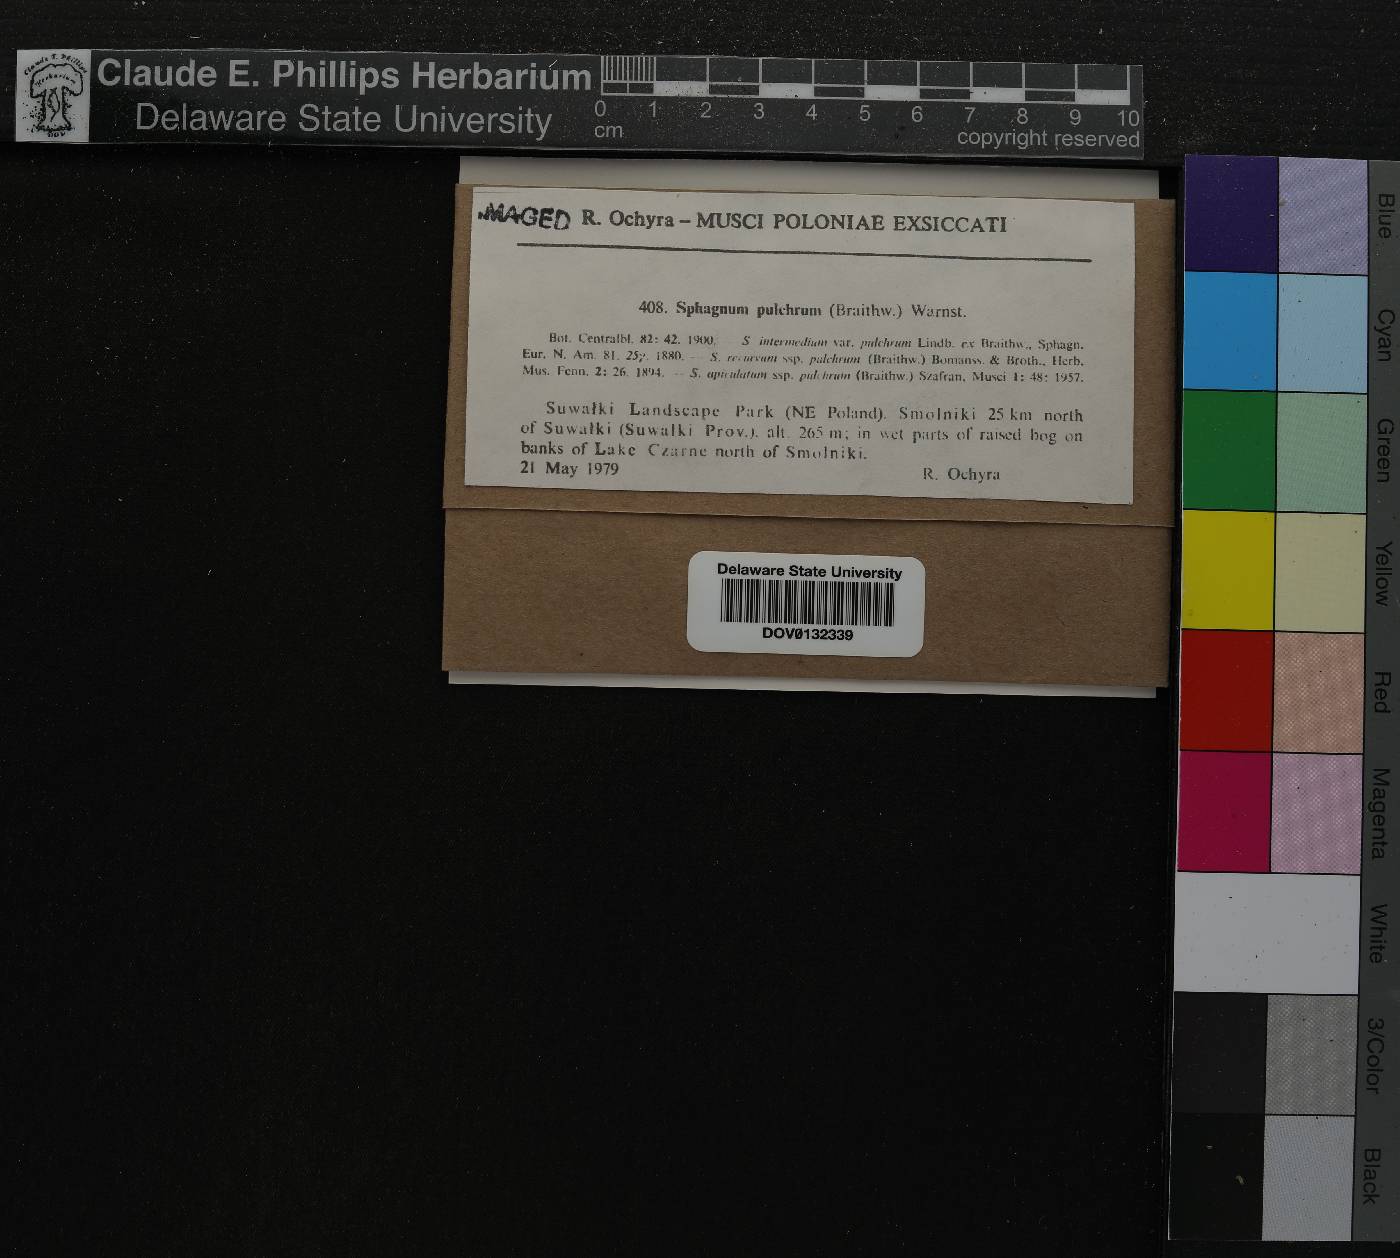 Claude E. Phillips Herbarium
Delaware State University
0 1 2 3 4 5 6 7 8 9 10
cm
copyright reserved
IMAGED R. Ochyra – MUSCI POLONIAE EXSICCATI
408. Sphagnum pulchrum (Braithw.) Warnst.
Bot. Centralbl. 82: 42. 1900. — S. intermedium var. pulchrum Lindb. ex Braithw., Sphagn.
Eur. N. Am. 81. 25γ. 1880. — S. recurvum ssp. pulchrum (Braithw.) Bomanss. & Broth., Herb.
Mus. Fenn. 2: 26. 1894. — S. apiculatum ssp. pulchrum (Braithw.) Szafran, Musci 1: 48: 1957.
Suwałki Landscape Park (NE Poland). Smolniki 25 km north
of Suwałki (Suwałki Prov.). alt. 265 m; in wet parts of raised bog on
banks of Lake Czarne north of Smolniki.
21 May 1979 R. Ochyra
Delaware State University
DOV0132339
Blue
Cyan
Green
Yellow
Red
Magenta
White
3/Color
Black